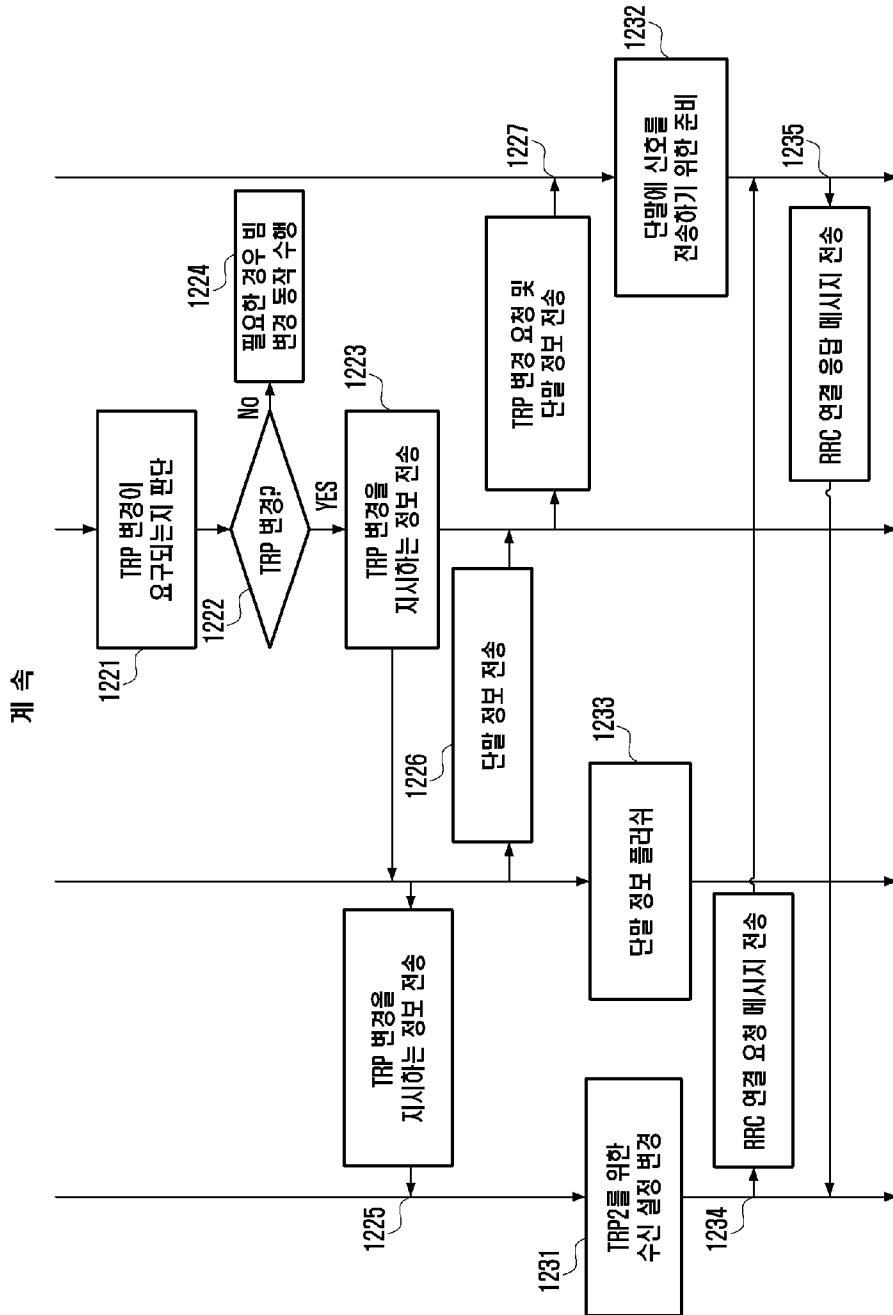 계 속
TRP 변경이
요구되는지 판단
1221
TRP 변경?
1222
No
필요한 경우 빔
변경 동작 수행
1224
YES
TRP 변경을
지시하는 정보 전송
1223
TRP 변경을
지시하는 정보 전송
1225
단말 정보 전송
1226
TRP 변경 요청 및
단말 정보 전송
1227
TRP2를 위한
수신 설정 변경
1231
단말 정보 플러쉬
1233
단말에 신호를
전송하기 위한 준비
1232
RRC 연결 요청 메시지 전송
1234
RRC 연결 응답 메시지 전송
1235